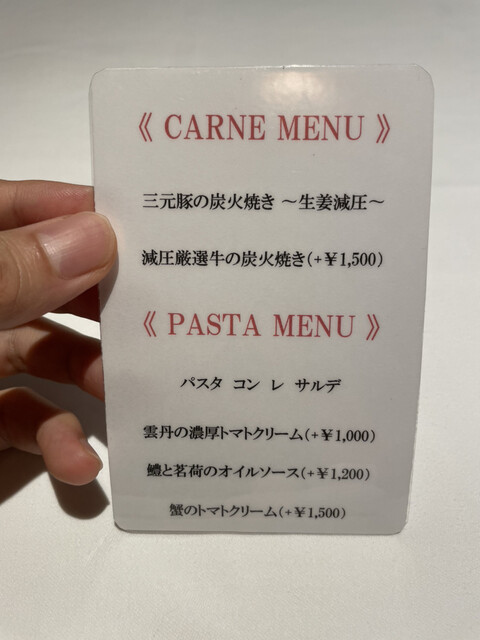 《 CARNE MENU 》
三元豚の炭火焼き ～生姜減圧～
減圧厳選牛の炭火焼き(+¥1,500)
《 PASTA MENU 》
パスタ コン レ サルデ
雲丹の濃厚トマトクリーム(+¥1,000)
鱧と茗荷のオイルソース(+¥1,200)
蟹のトマトクリーム(+¥1,500)